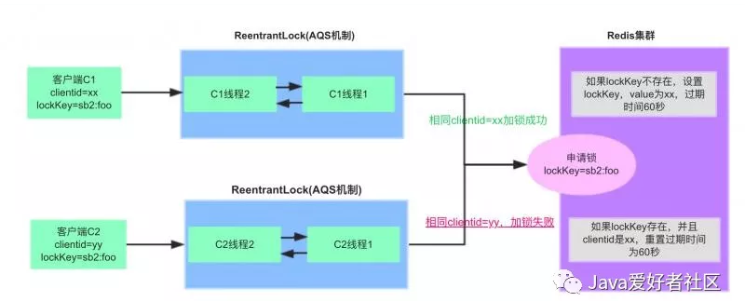 ReentrantLock(AQS机制)
Redis集群
客户端C1
clientid=xx
lockKey=sb2:foo
C1线程2
C1线程1
如果lockKey不存在，设置
lockKey，value为xx，过期
时间60秒
相同clientid=xx加锁成功
申请锁
lockKey=sb2:foo
ReentrantLock(AQS机制)
客户端C2
clientid=yy
lockKey=sb2:foo
C2线程2
C2线程1
相同clientid=yy，加锁失败
如果lockKey存在，并且
clientid是xx，重置过期时间
为60秒
Java爱好者社区